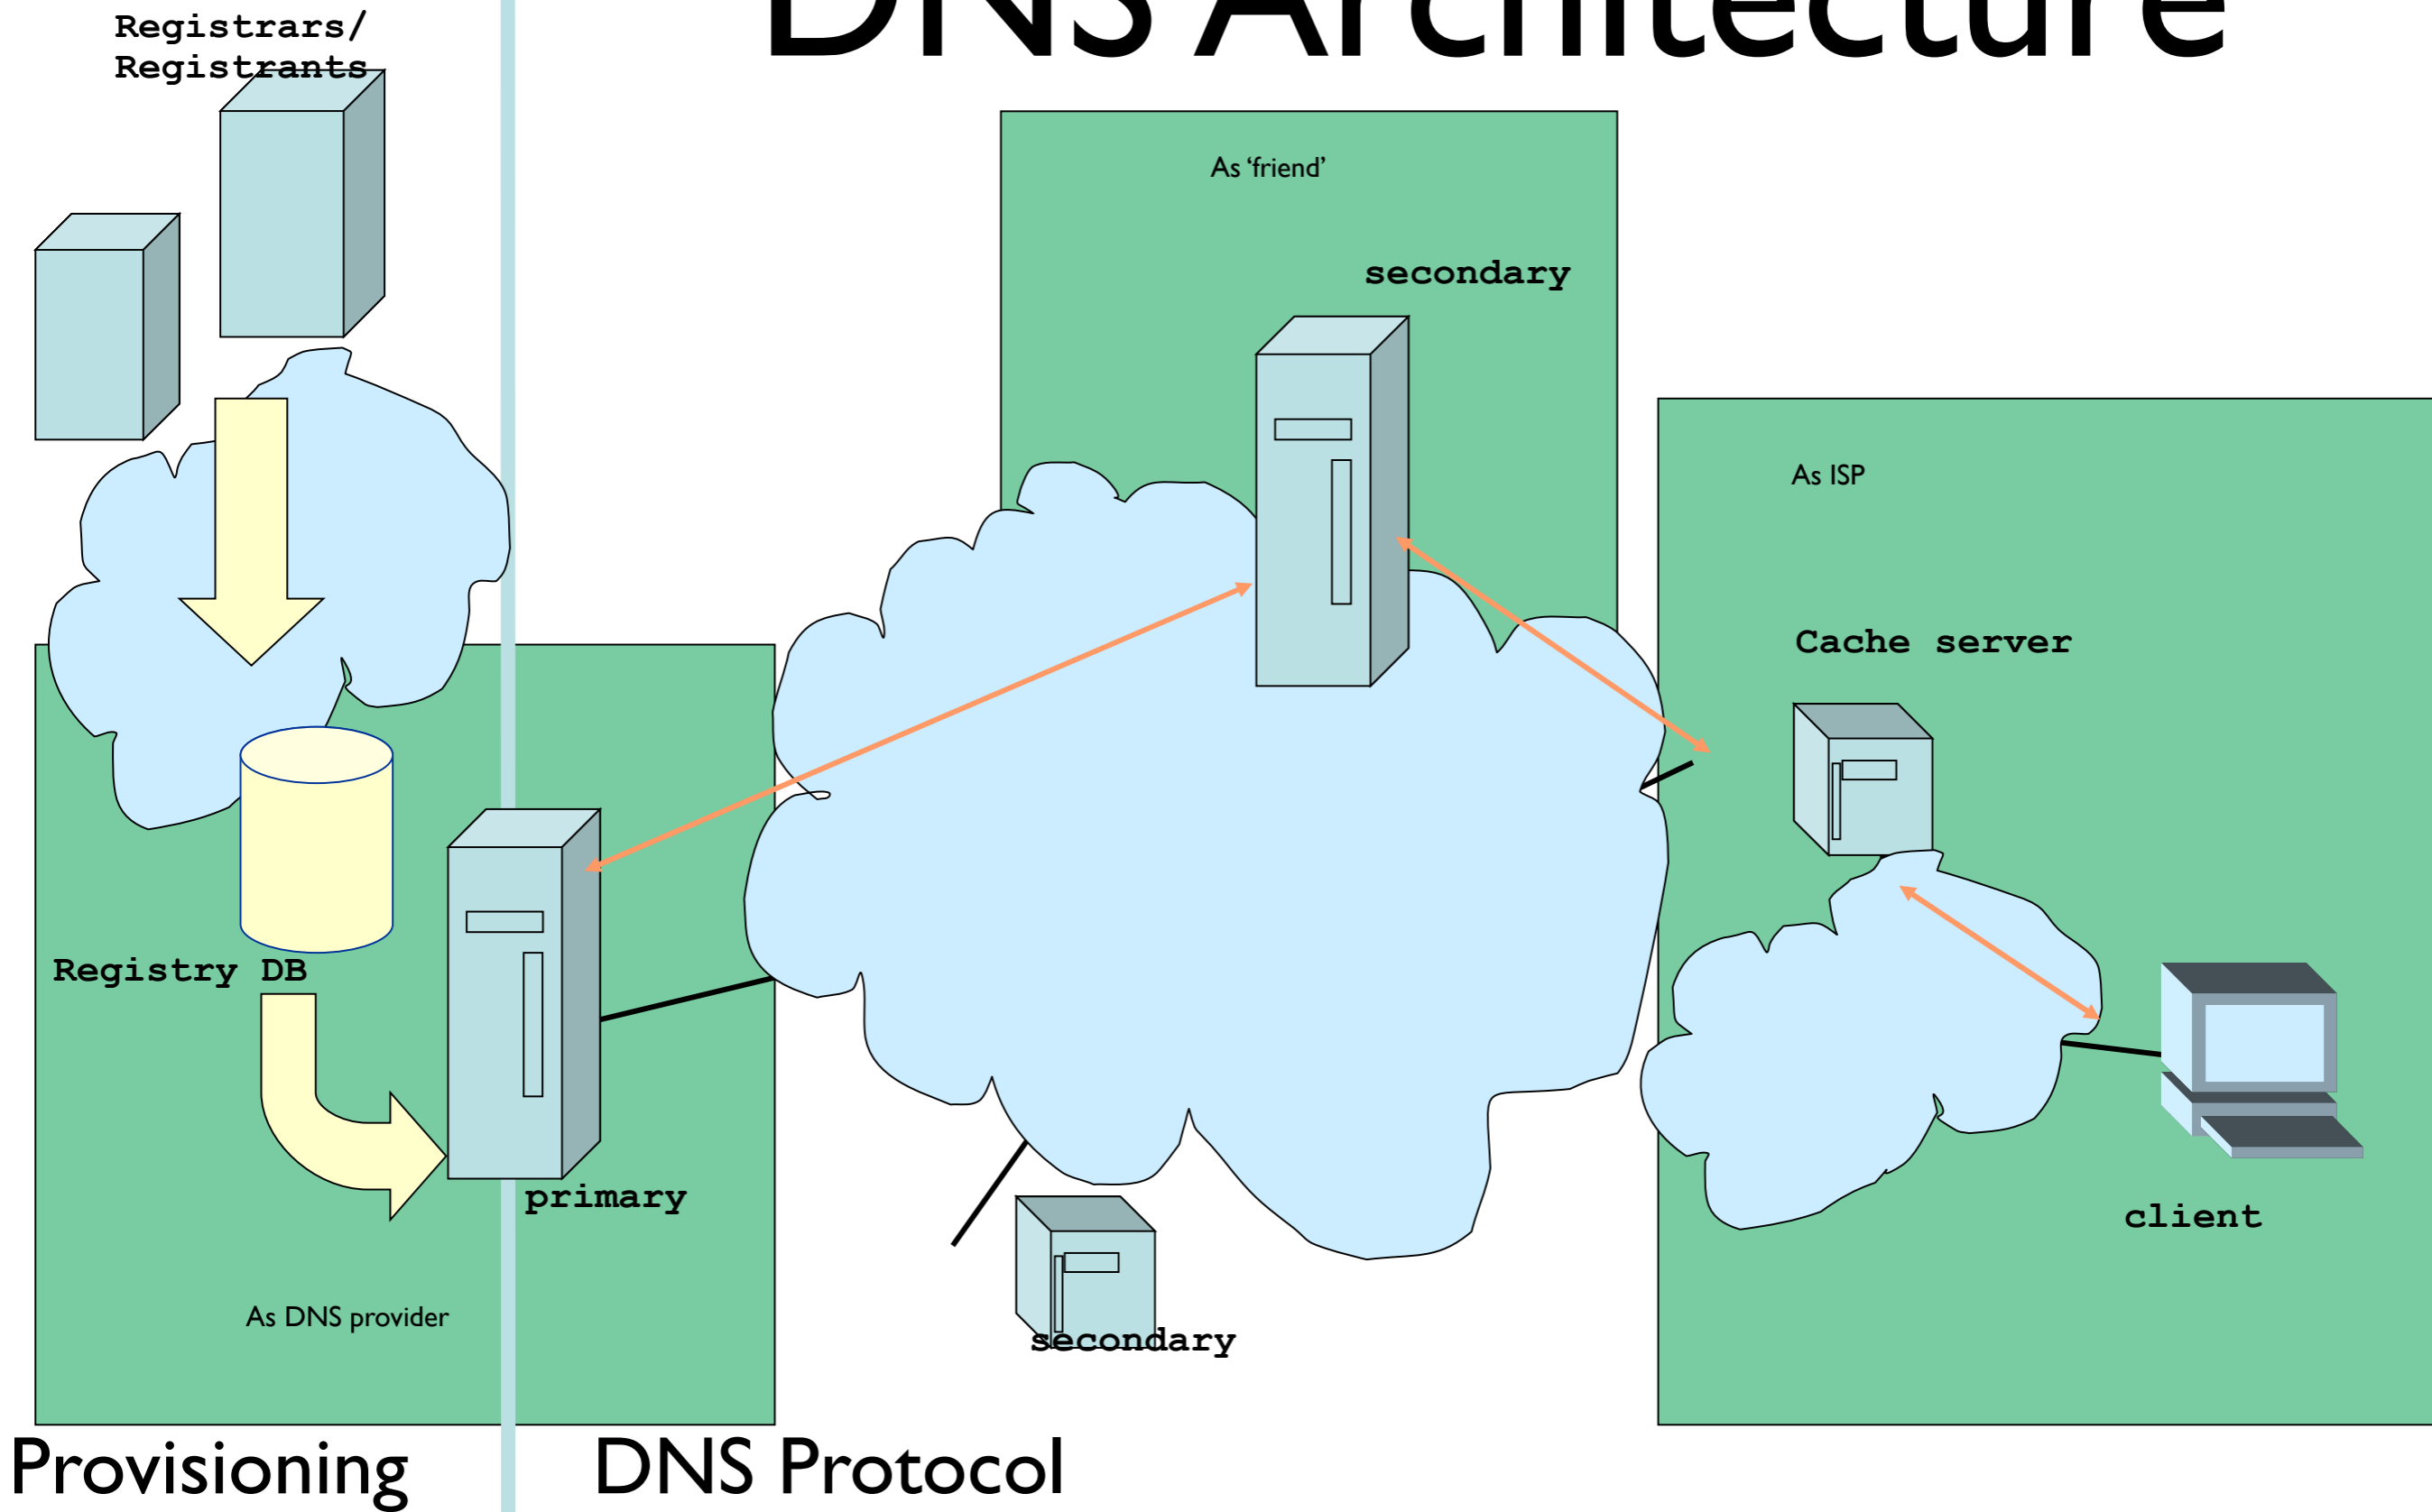 DNS Architecture
Registrars/
Registrants
As ‘friend’
secondary
As ISP
Cache server
Registry DB
primary
client
As DNS provider
secondary
Provisioning
DNS Protocol